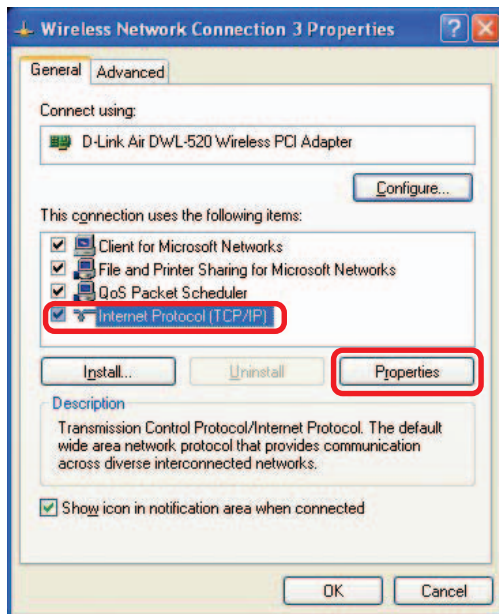 Wireless Network Connection 3 Properties
General Advanced
Connect using:
D-Link Air DWL-520 Wireless PCI Adapter
Configure...
This connection uses the following items:
Client for Microsoft Networks
File and Printer Sharing for Microsoft Networks
QoS Packet Scheduler
Internet Protocol (TCP/IP)
Install... Uninstall Properties
Description
Transmission Control Protocol/Internet Protocol. The default
wide area network protocol that provides communication
across diverse interconnected networks.
Show icon in notification area when connected
OK Cancel